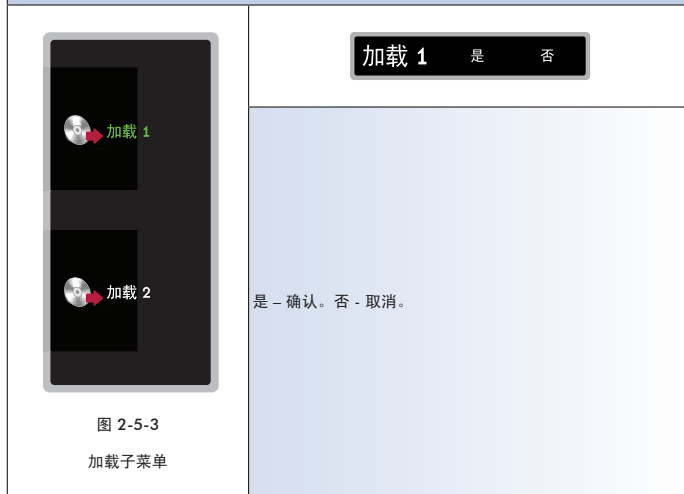 加载 1
加载 2
图 2-5-3
加载子菜单
加载 1 是 否
是 – 确认。否 - 取消。